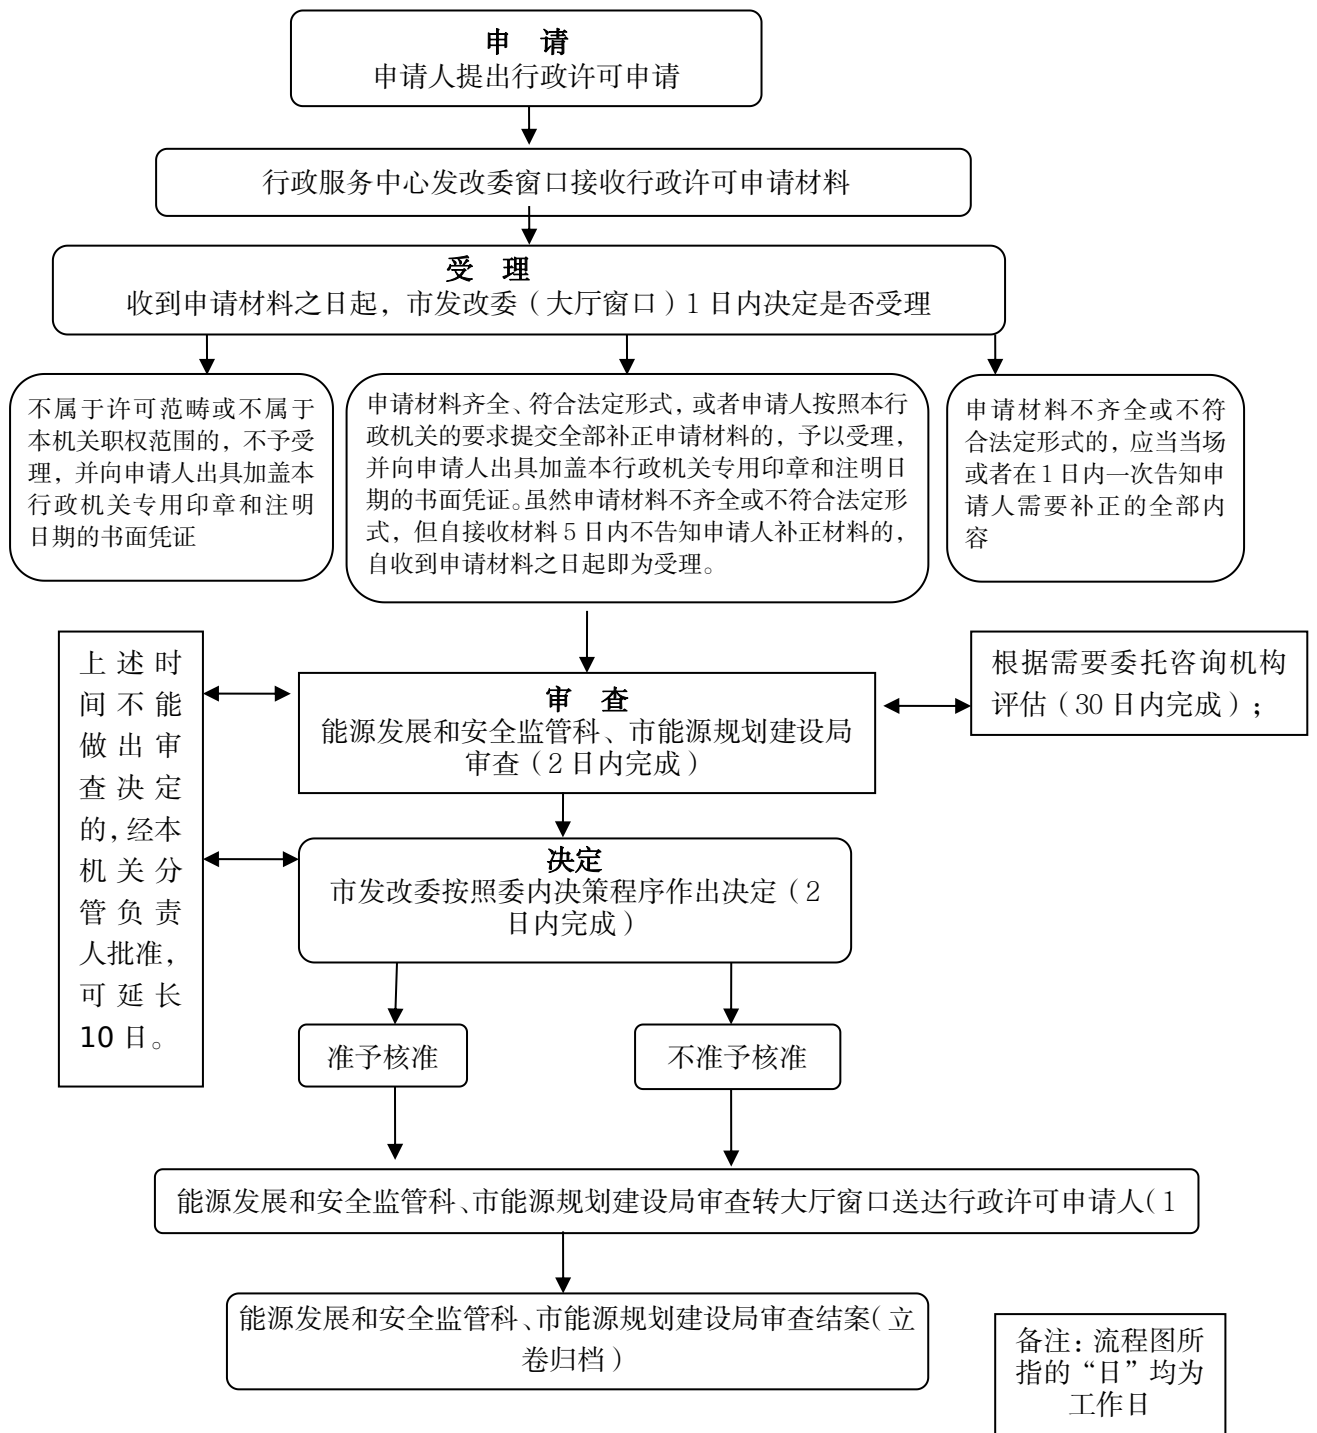 申 请
申请人提出行政许可申请
行政服务中心发改委窗口接收行政许可申请材料
受 理
收到申请材料之日起，市发改委（大厅窗口）1日内决定是否受理
不属于许可范畴或不属于
本机关职权范围的，不予受
理，并向申请人出具加盖本
行政机关专用印章和注明
日期的书面凭证
申请材料齐全、符合法定形式，或者申请人按照本行
政机关的要求提交全部补正申请材料的，予以受理，
并向申请人出具加盖本行政机关专用印章和注明日
期的书面凭证。虽然申请材料不齐全或不符合法定形
式，但自接收材料5日内不告知申请人补正材料的，
自收到申请材料之日起即为受理。
申请材料不齐全或不符
合法定形式的，应当当场
或者在1日内一次告知申
请人需要补正的全部内
容
上述时
间不能
做出审
查决定
的，经本
机关分
管负责
人批准，
可延长
10日。
审 查
能源发展和安全监管科、市能源规划建设局
审查（2日内完成）
根据需要委托咨询机构
评估（30日内完成）；
决定
市发改委按照委内决策程序作出决定（2
日内完成）
准予核准
不准予核准
能源发展和安全监管科、市能源规划建设局审查转大厅窗口送达行政许可申请人（1
能源发展和安全监管科、市能源规划建设局审查结案（立
卷归档）
备注：流程图所
指的“日”均为
工作日